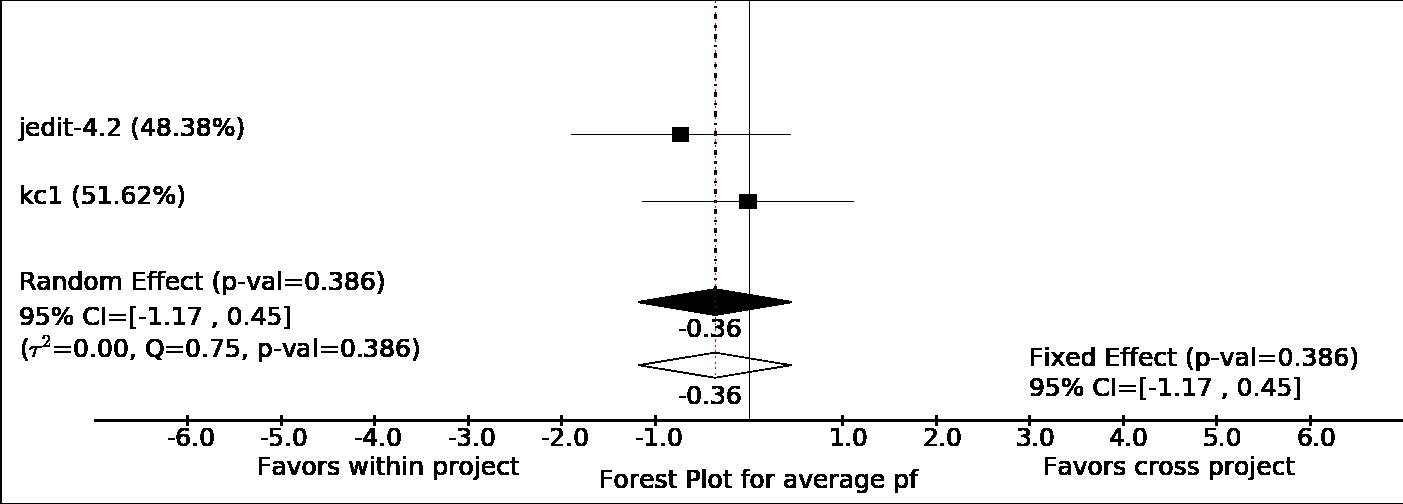 jedit-4.2 (48.38%)
kc1 (51.62%)
Random Effect (p-val=0.386)
95% CI=[-1.17 , 0.45]
(τ²=0.00, Q=0.75, p-val=0.386)
-0.36
-0.36
Fixed Effect (p-val=0.386)
95% CI=[-1.17 , 0.45]
-6.0 -5.0 -4.0 -3.0 -2.0 -1.0 1.0 2.0 3.0 4.0 5.0 6.0
Favors within project
Forest Plot for average pf
Favors cross project